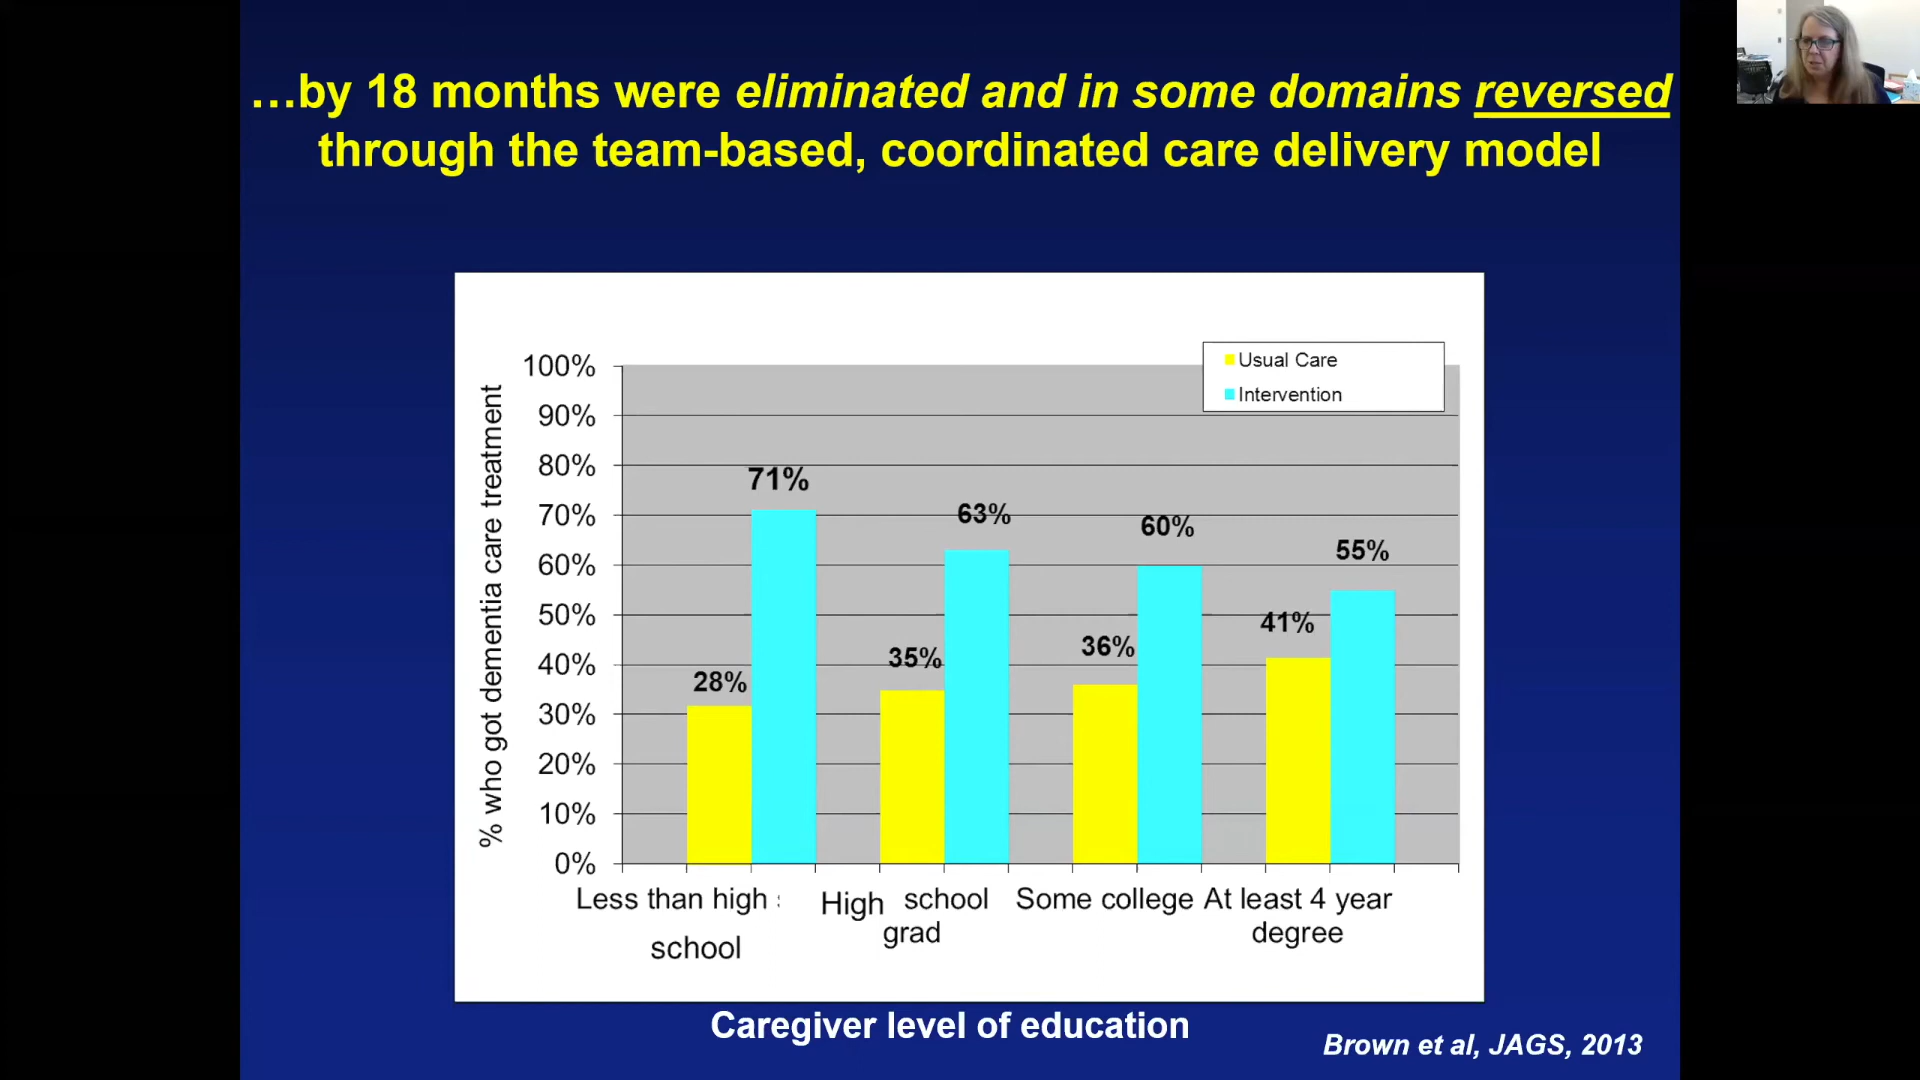 ...by 18 months were eliminated and in some domains reversed
through the team-based, coordinated care delivery model
Usual Care
Intervention
% who got dementia care treatment
100%
90%
80%
70%
60%
50%
40%
30%
20%
10%
0%
28%
71%
35%
63%
36%
60%
41%
55%
Less than high
school
High school
grad
Some college
At least 4 year
degree
Caregiver level of education
Brown et al, JAGS, 2013